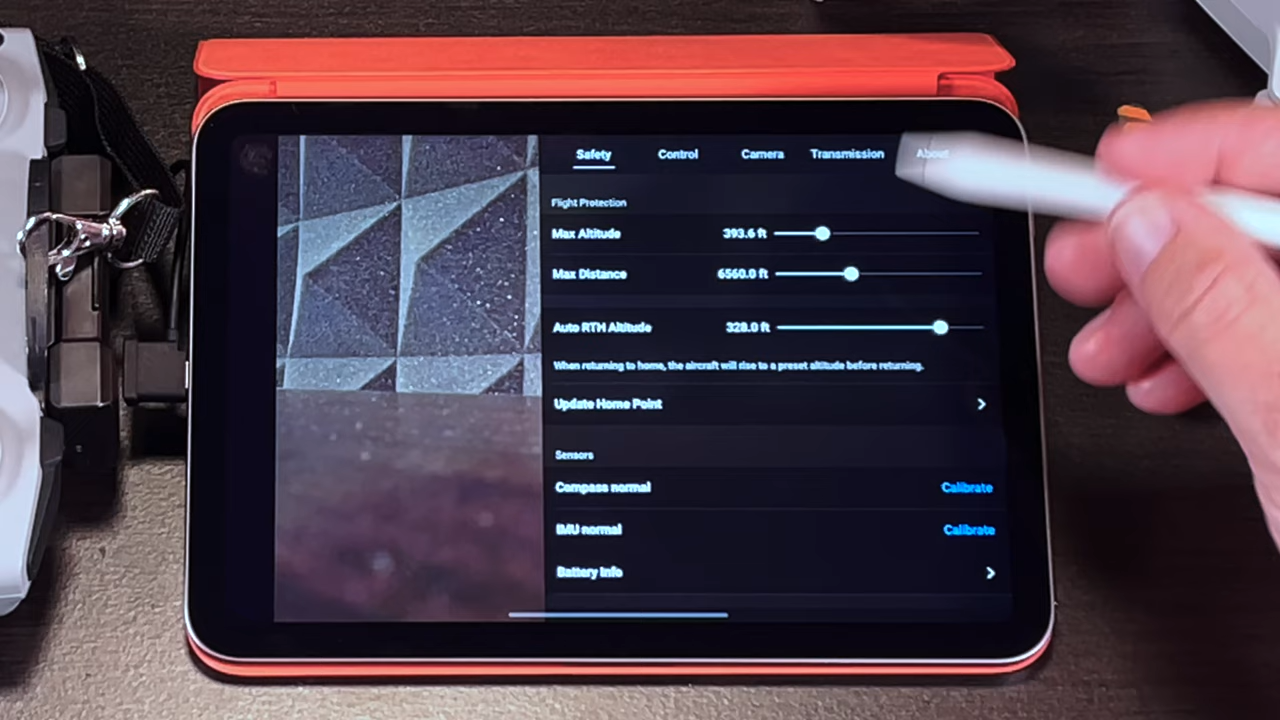 Safety Control Camera Transmission About
Flight Protection
Max Altitude 393.6 ft
Max Distance 6560.0 ft
Auto RTH Altitude 328.0 ft
When returning to home, the aircraft will rise to a preset altitude before returning.
Update Home Point
Sensors
Compass normal Calibrate
IMU normal Calibrate
Battery Info